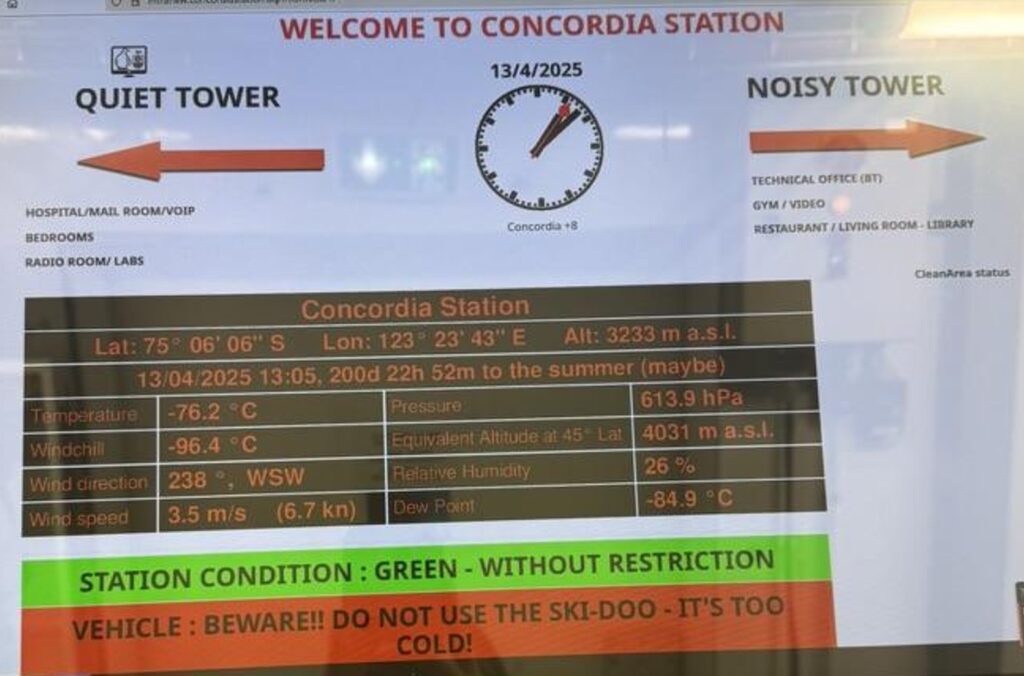 WELCOME TO CONCORDIA STATION
13/4/2025
QUIET TOWER
NOISY TOWER
HOSPITAL/MAIL ROOM/VOIP
BEDROOMS
RADIO ROOM/ LABS
Concordia +8
TECHNICAL OFFICE (BT)
GYM / VIDEO
RESTAURANT / LIVING ROOM - LIBRARY
CleanArea status
Concordia Station
Lat: 75° 06' 06" S Lon: 123° 23' 43" E Alt: 3233 m a.s.l.
13/04/2025 13:05, 200d 22h 52m to the summer (maybe)
Temperature -76.2 °C Pressure 613.9 hPa
Windchill -96.4 °C Equivalent Altitude at 45° Lat 4031 m a.s.l.
Wind direction 238 °, WSW Relative Humidity 26 %
Wind speed 3.5 m/s (6.7 kn) Dew Point -84.9 °C
STATION CONDITION : GREEN - WITHOUT RESTRICTION
VEHICLE : BEWARE!! DO NOT USE THE SKI-DOO - IT'S TOO
COLD!